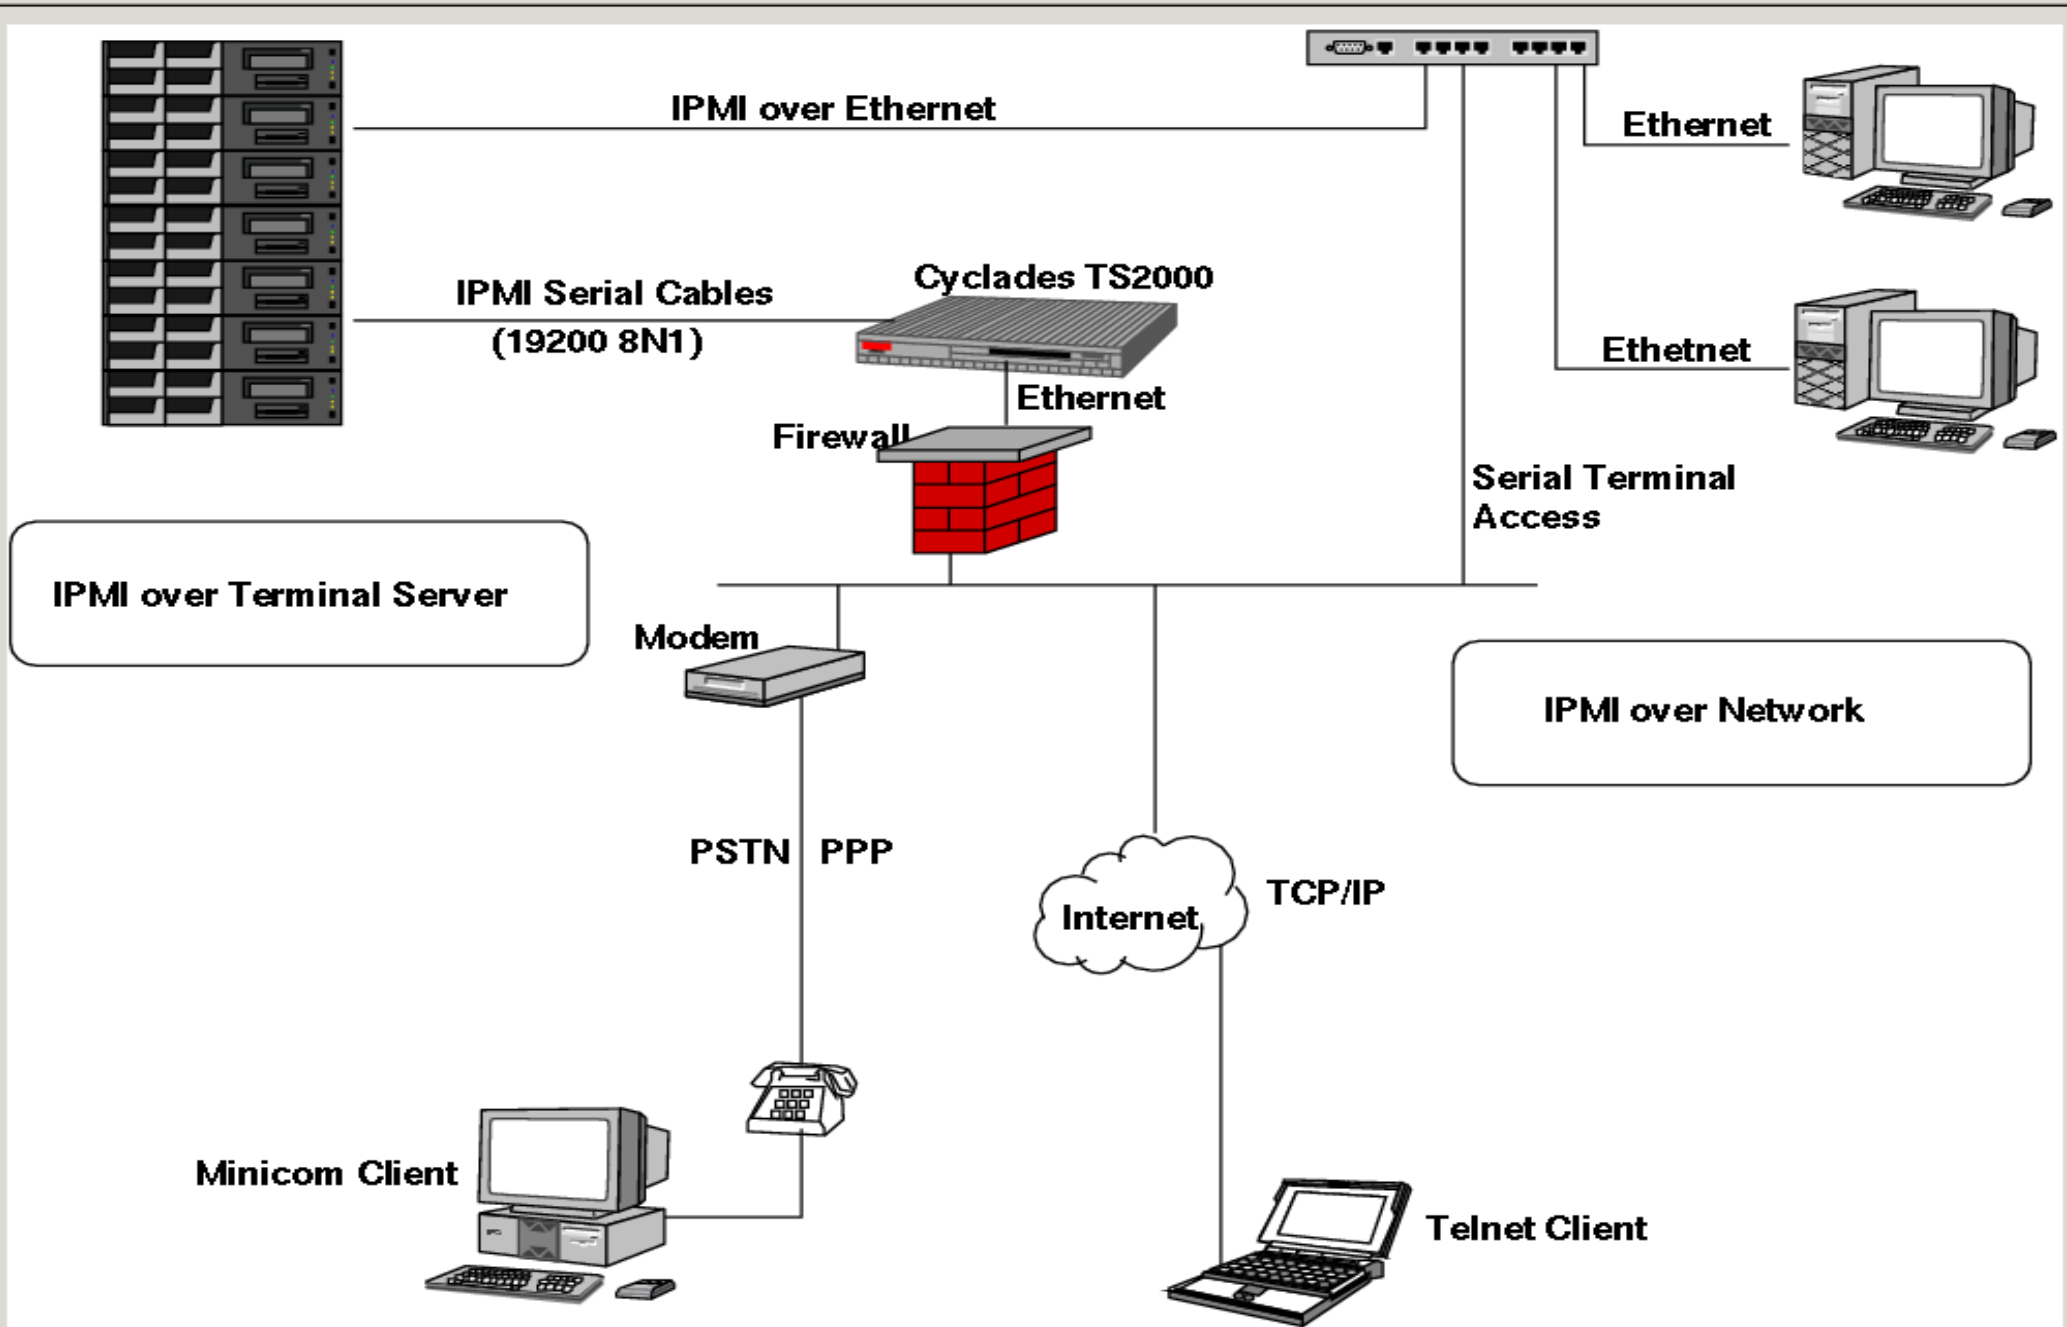 IPMI over Ethernet
Ethernet
Cyclades TS2000
IPMI Serial Cables
(19200 8N1)
Ethetnet
Ethernet
Firewall
Serial Terminal
Access
IPMI over Terminal Server
Modem
IPMI over Network
PSTN PPP
TCP/IP
Internet
Minicom Client
Telnet Client